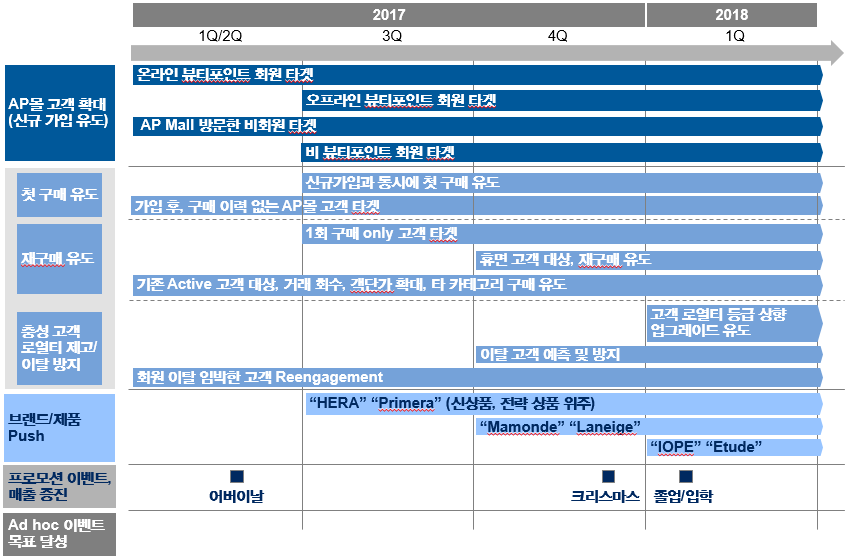 2017
2018
1Q/2Q
3Q
4Q
1Q
AP몰 고객 확대
(신규 가입 유도)
온라인 뷰티포인트 회원 타겟
오프라인 뷰티포인트 회원 타겟
AP Mall 방문한 비회원 타겟
비 뷰티포인트 회원 타겟
첫 구매 유도
신규가입과 동시에 첫 구매 유도
가입 후, 구매 이력 없는 AP몰 고객 타겟
재구매 유도
1회 구매 only 고객 타겟
휴면 고객 대상, 재구매 유도
기존 Active 고객 대상, 거래 회수, 객단가 확대, 타 카테고리 구매 유도
충성 고객
로열티 제고/
이탈 방지
고객 로열티 등급 상향
업그레이드 유도
이탈 고객 예측 및 방지
회원 이탈 임박한 고객 Reengagement
브랜드/제품
Push
“HERA” “Primera” (신상품, 전략 상품 위주)
“Mamonde” “Laneige”
“IOPE” “Etude”
프로모션 이벤트,
매출 증진
어버이날
크리스마스
졸업/입학
Ad hoc 이벤트
목표 달성